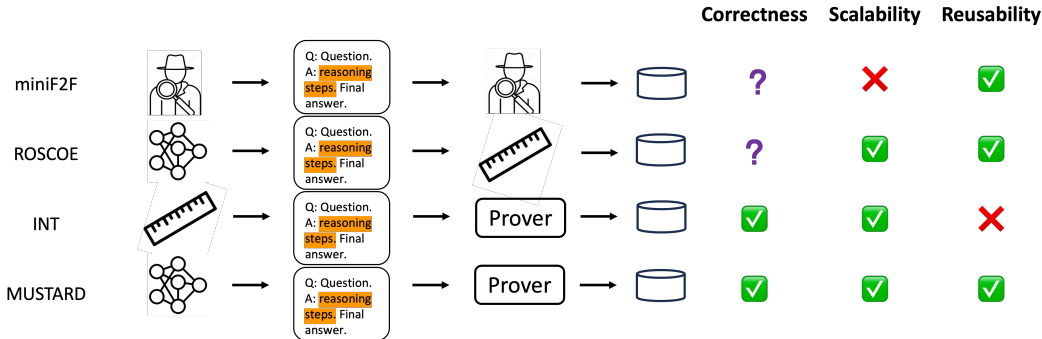 Correctness Scalability Reusability
miniF2F
Q: Question.
A: reasoning
steps. Final
answer.
?
ROSCOE
Q: Question.
A: reasoning
steps. Final
answer.
?
INT
Q: Question.
A: reasoning
steps. Final
answer.
Prover
MUSTARD
Q: Question.
A: reasoning
steps. Final
answer.
Prover